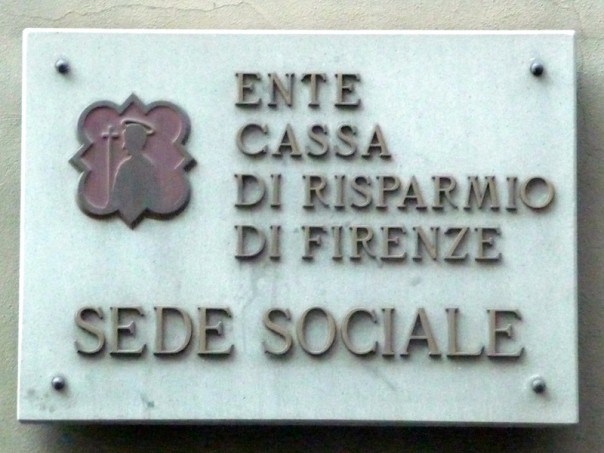 ENTE
CASSA
DI RISPARMIO
DI FIRENZE
SEDE SOCIALE